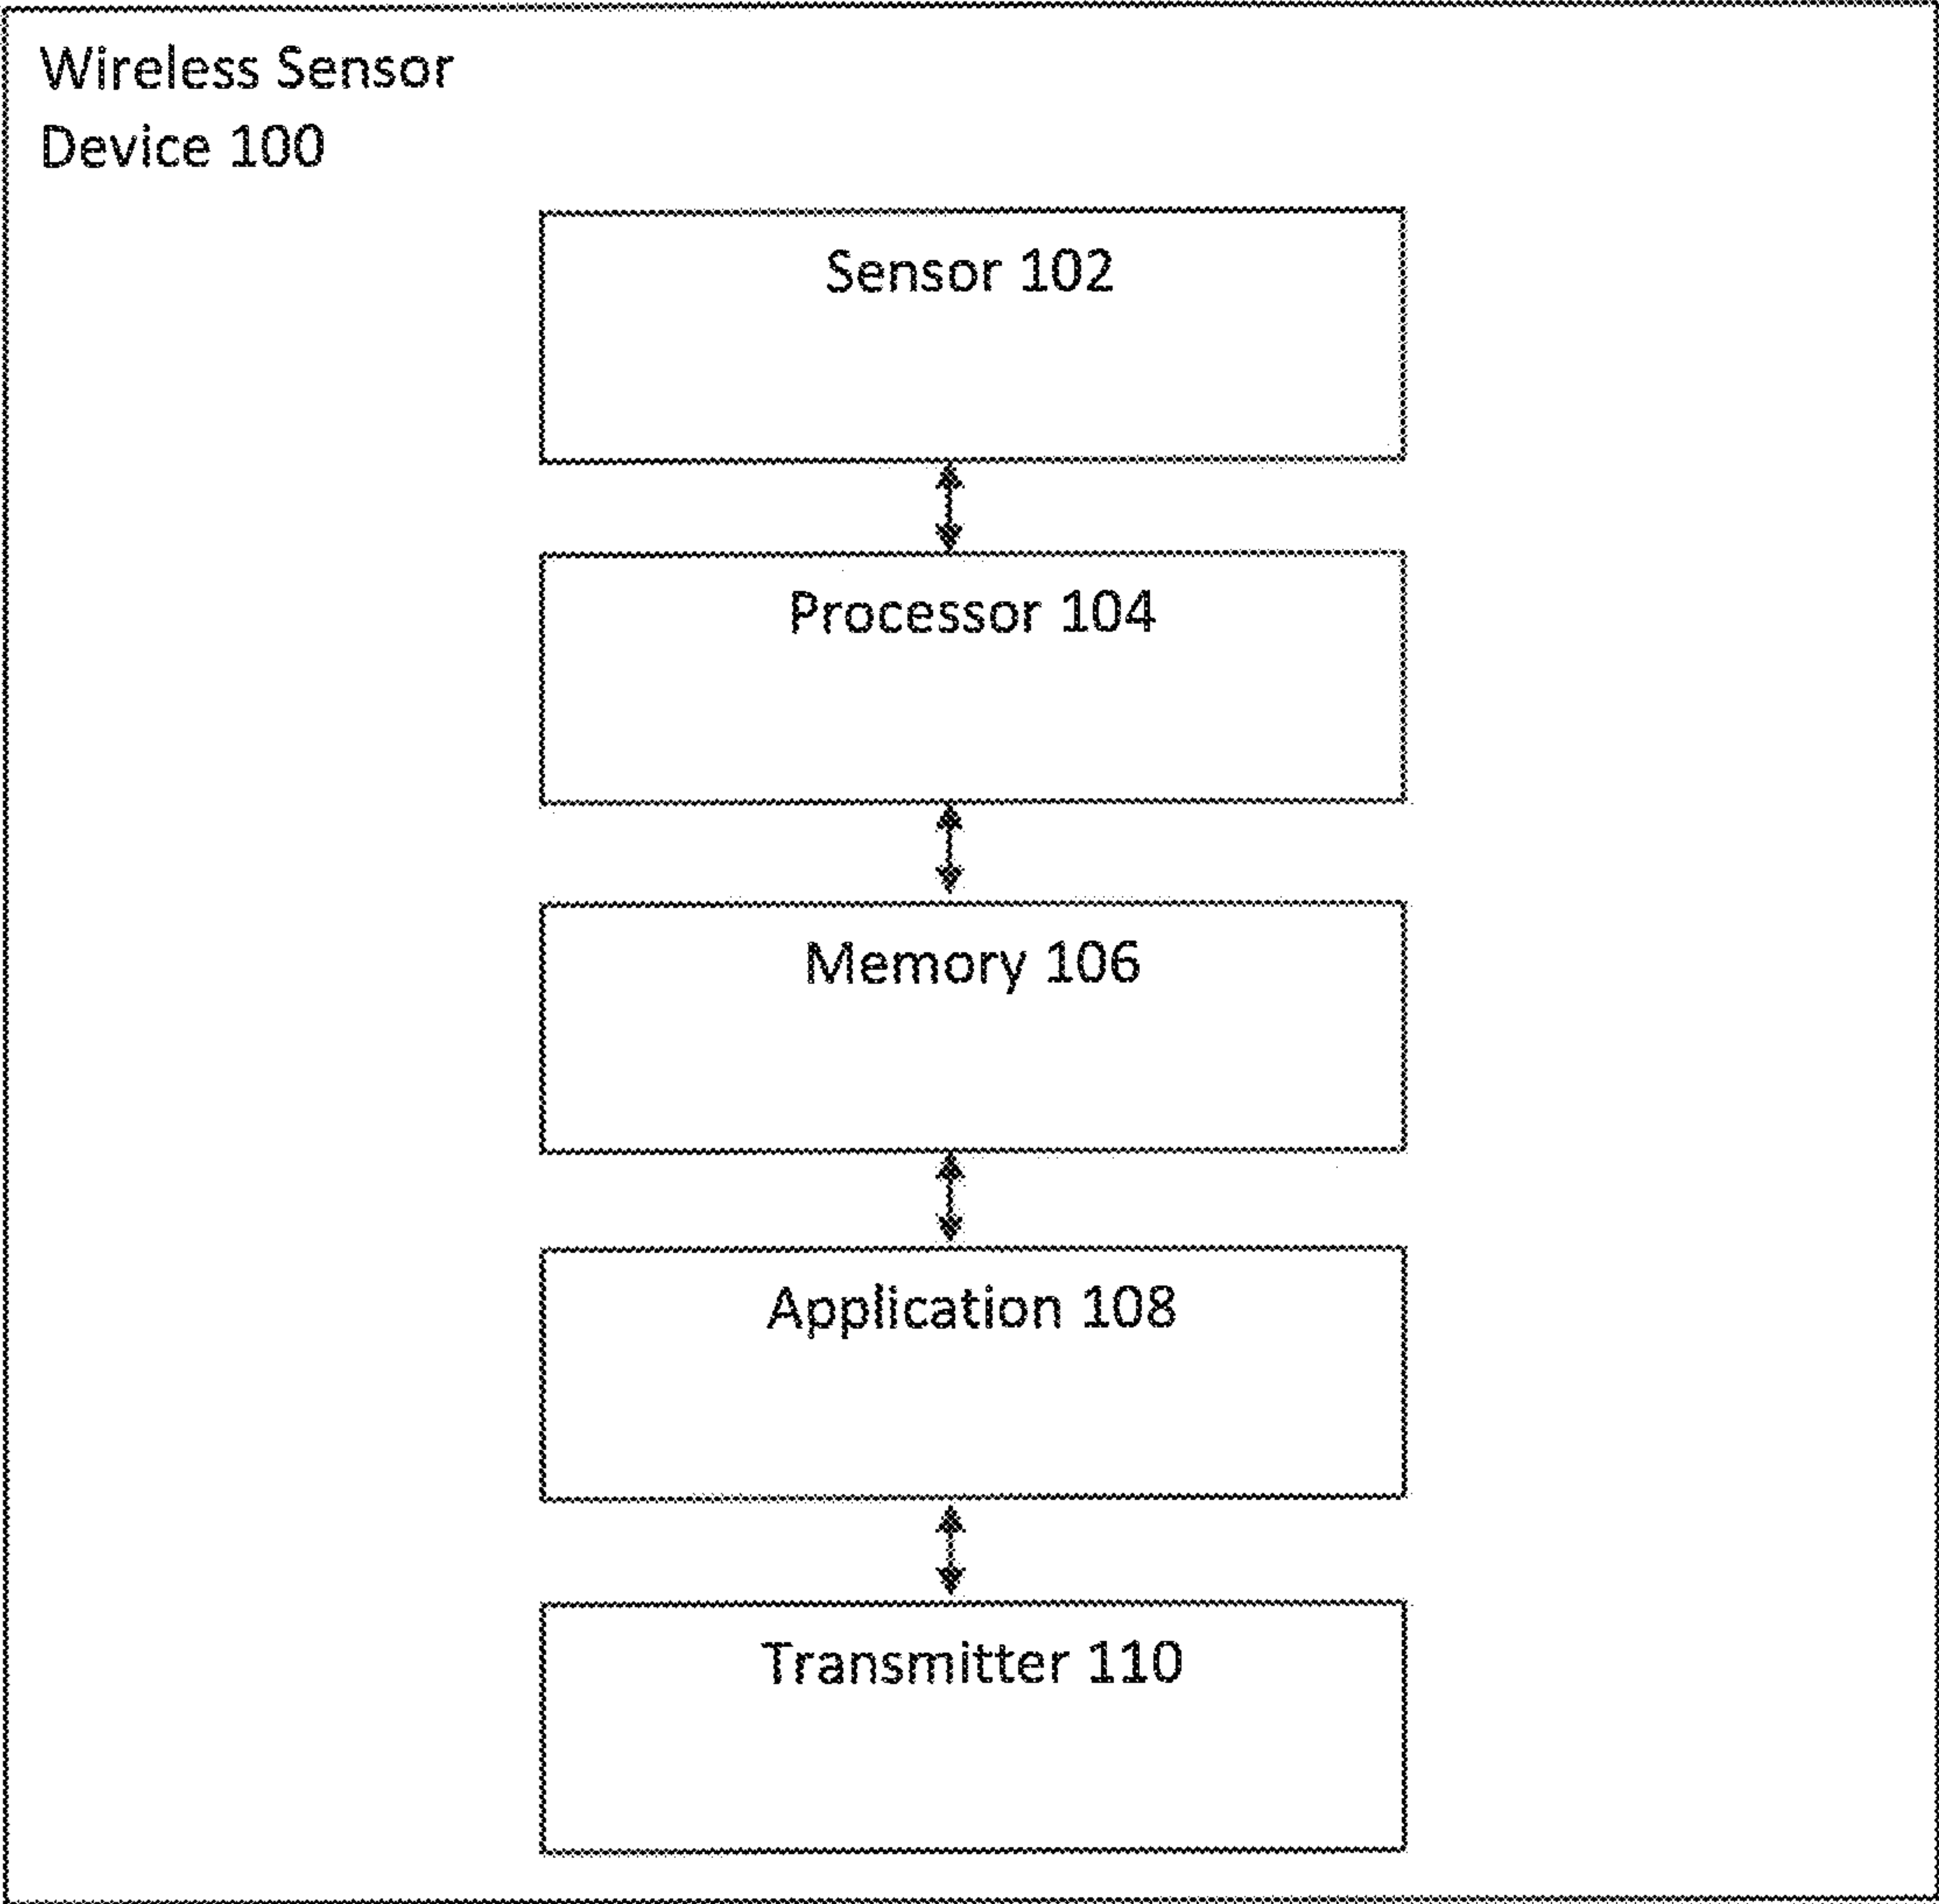 Wireless Sensor
Device 100
Sensor 102
Processor 104
Memory 106
Application 108
Transmitter 110